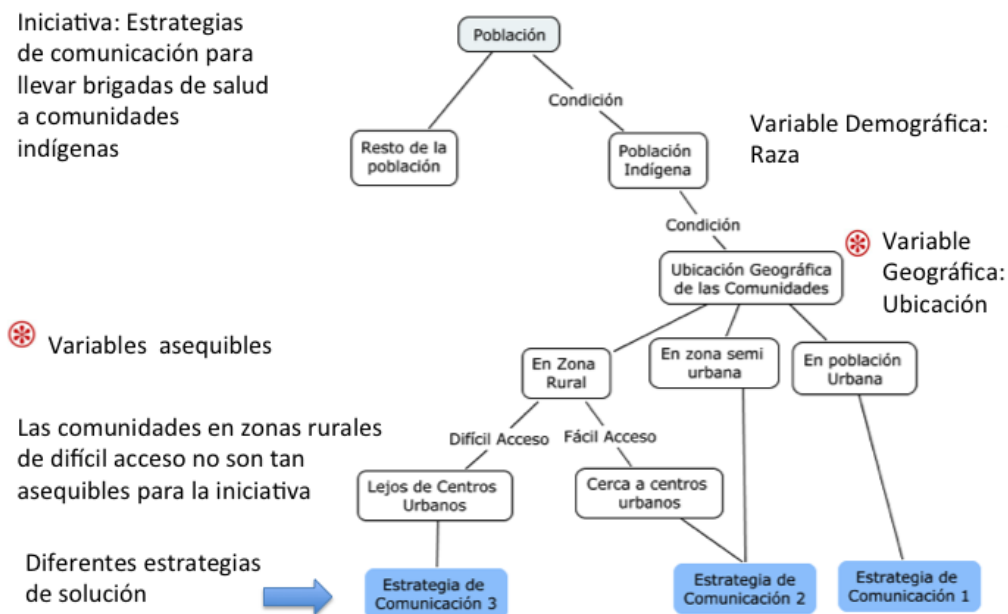 Iniciativa: Estrategias
de comunicación para
llevar brigadas de salud
a comunidades
indígenas
Población
Condición
Resto de la
población
Población
Indígena
Variable Demográfica:
Raza
Condición
Ubicación Geográfica
de las Comunidades
Variable
Geográfica:
Ubicación
Variables asequibles
En Zona
Rural
En zona semi
urbana
En población
Urbana
Las comunidades en zonas rurales
de difícil acceso no son tan
asequibles para la iniciativa
Difícil Acceso
Fácil Acceso
Lejos de Centros
Urbanos
Cerca a centros
urbanos
Diferentes estrategias
de solución
Estrategia de
Comunicación 3
Estrategia de
Comunicación 2
Estrategia de
Comunicación 1